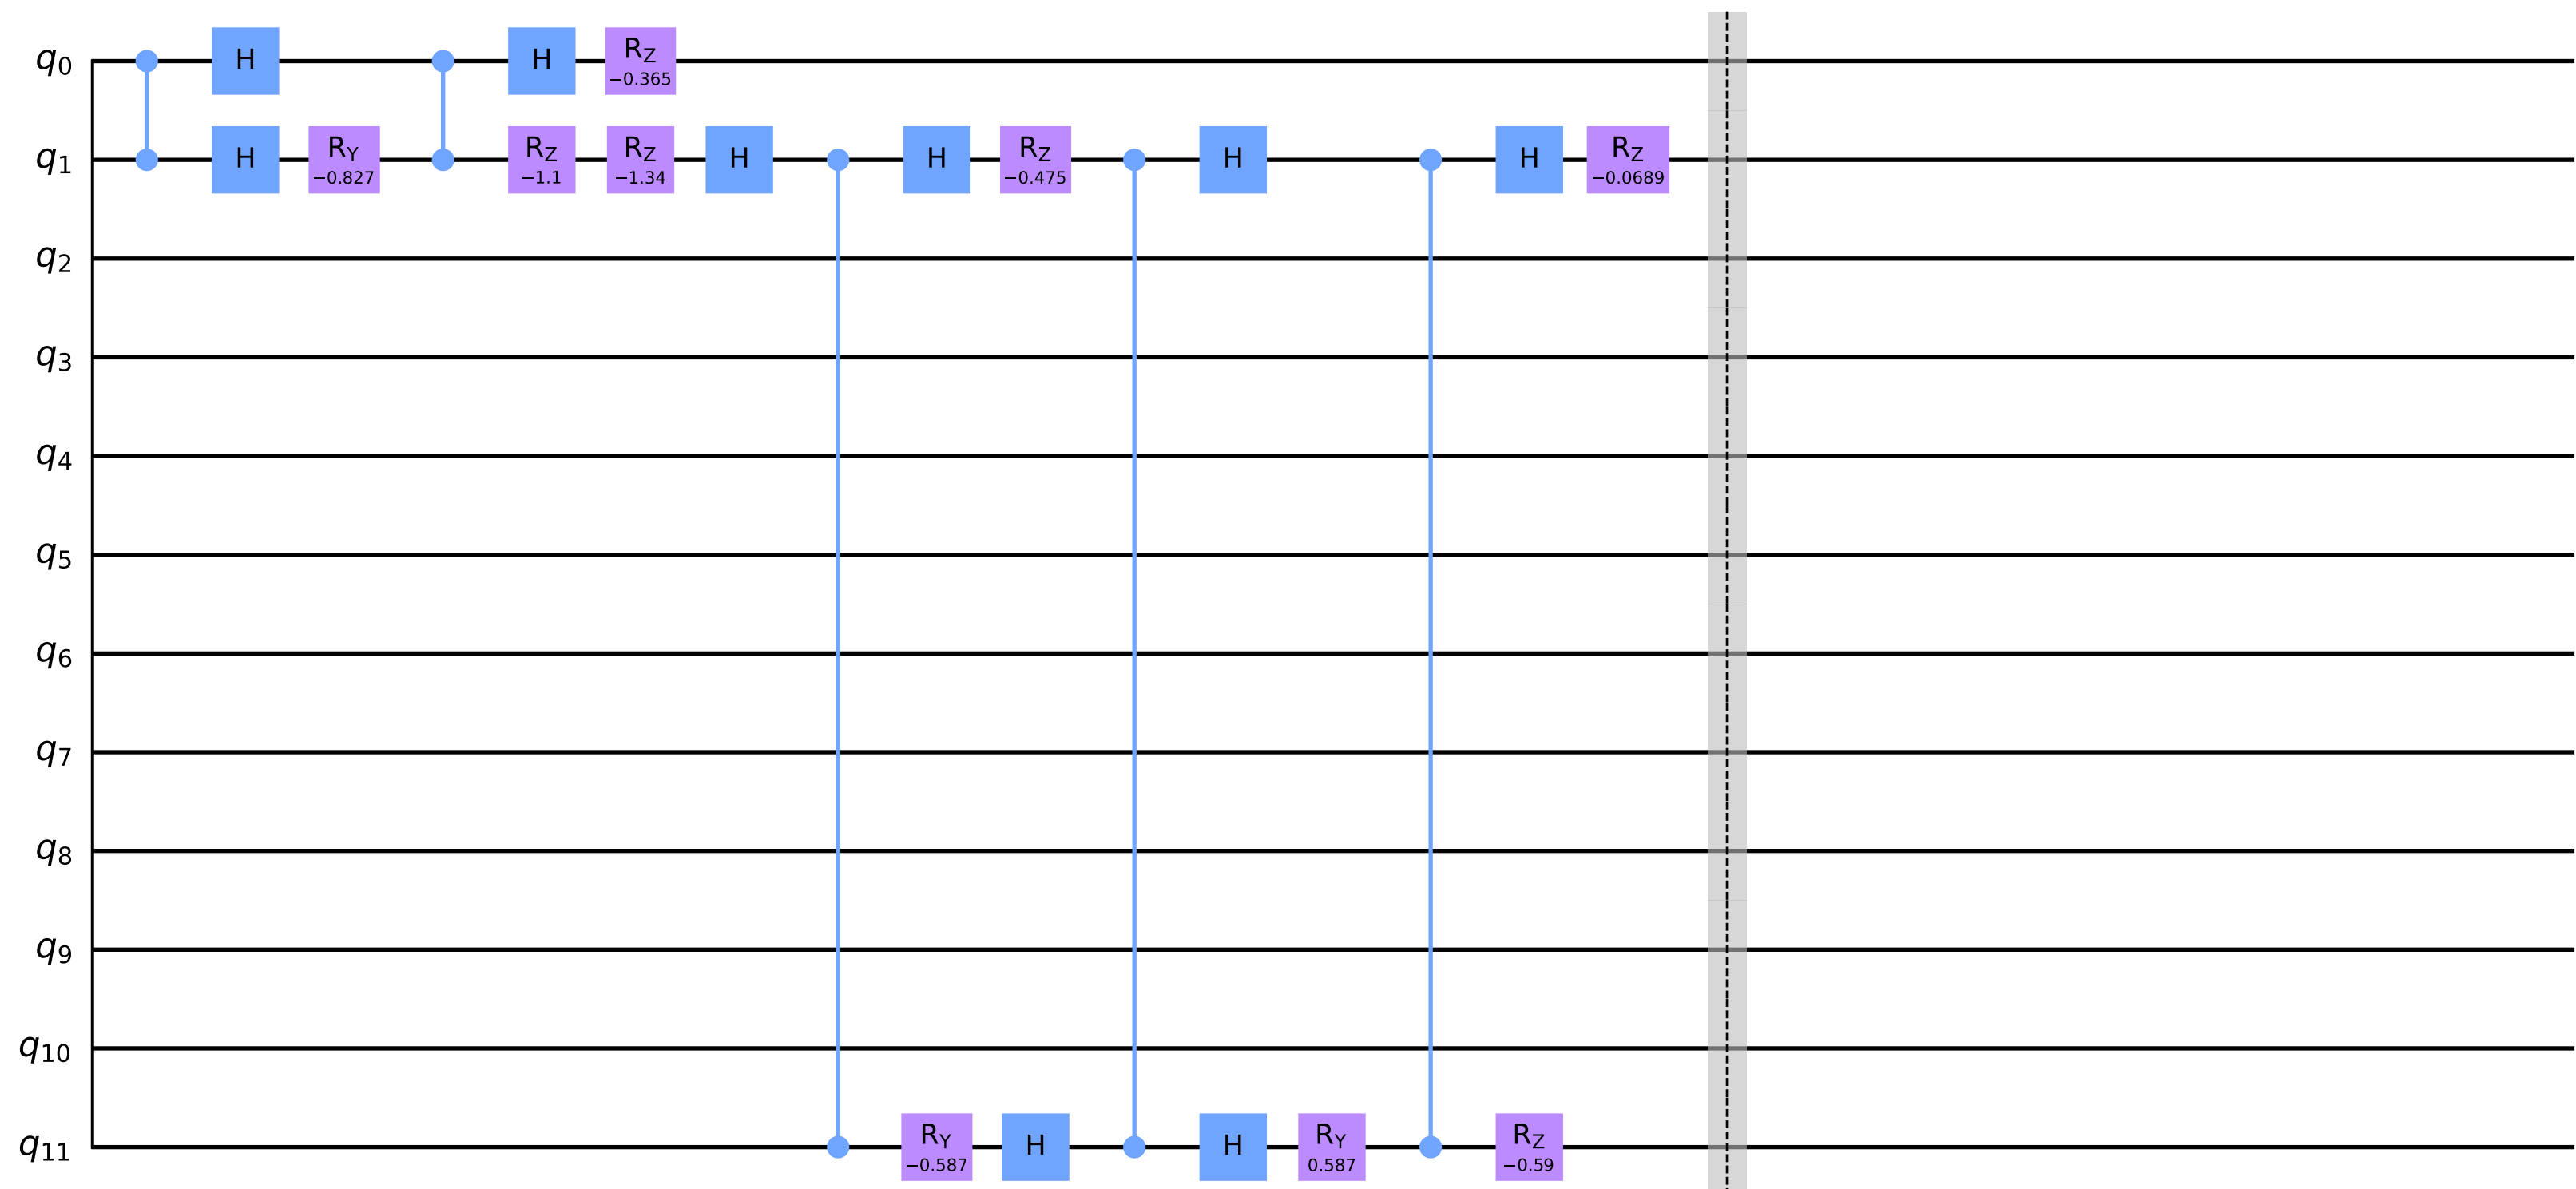 q0 H H RZ −0.365
q1 H RY −0.827 RZ −1.1 RZ −1.34 H H RZ −0.475 H H RZ −0.0689
q2
q3
q4
q5
q6
q7
q8
q9
q10
q11 RY −0.587 H H RY 0.587 RZ −0.59